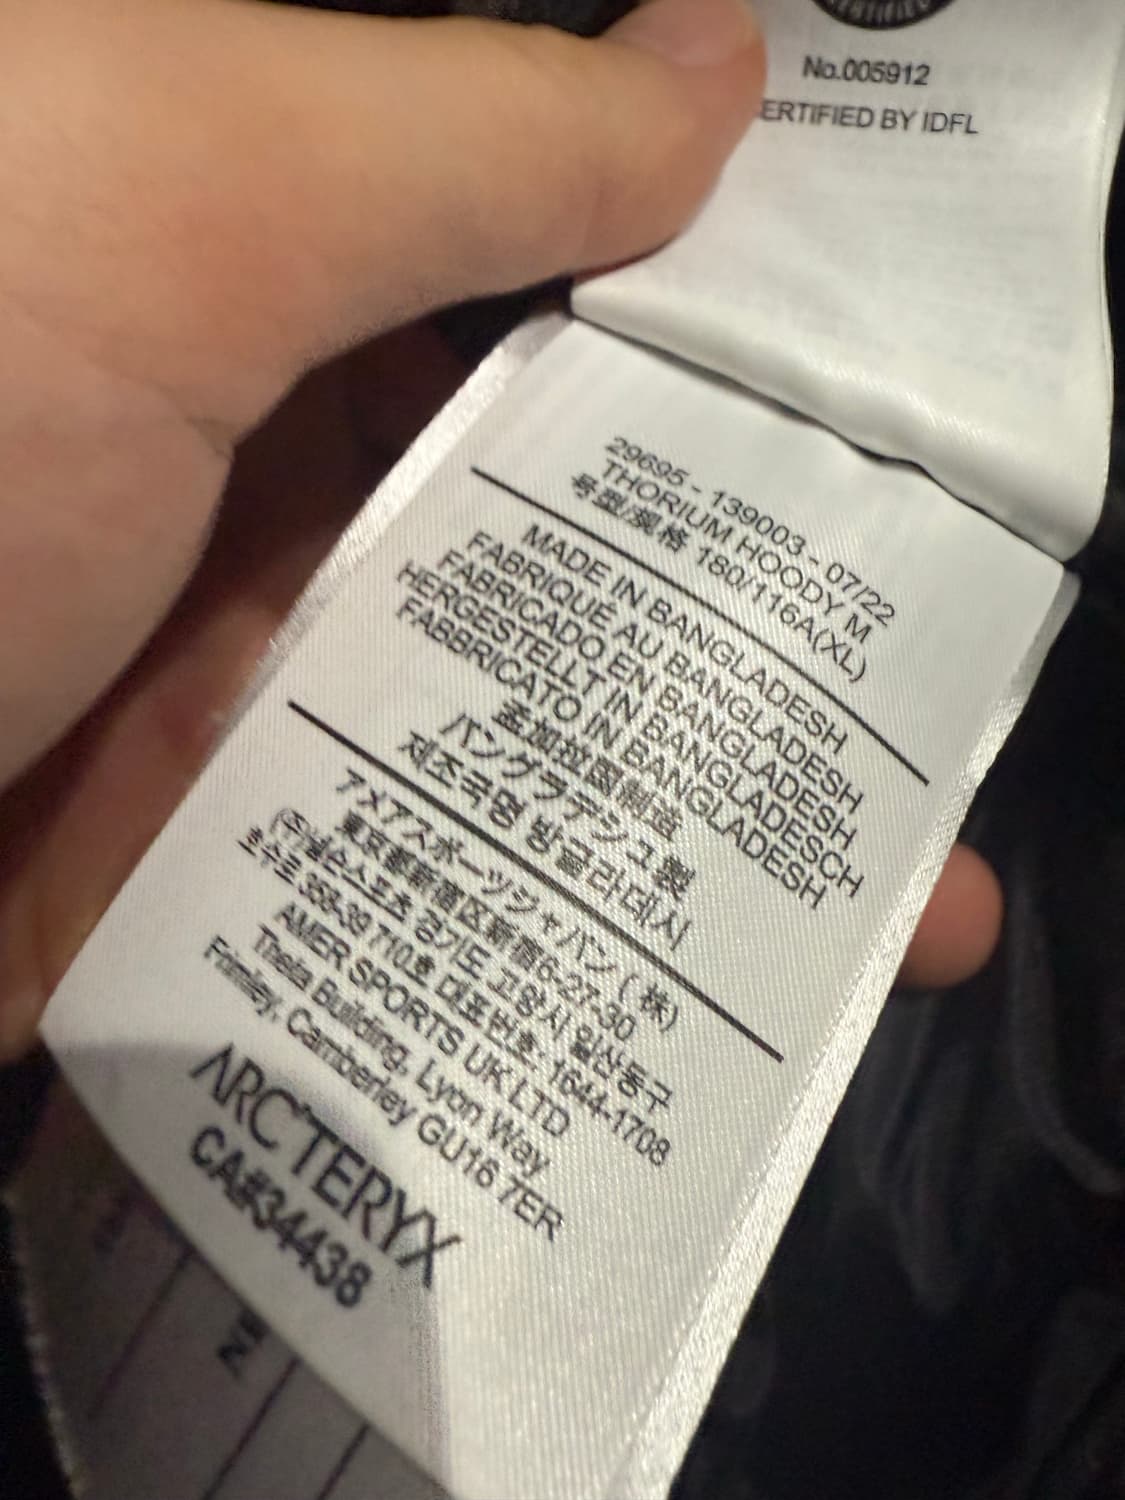 CERTIFIED
No.005912
ERTIFIED BY IDFL
29695 - 139003 - 07/22
THORIUM HOODY M
号型/规格 180/116A(XL)
MADE IN BANGLADESH
FABRIQUÉ AU BANGLADESH
FABRICADO EN BANGLADESH
HERGESTELLT IN BANGLADESCH
FABBRICATO IN BANGLADESH
孟加拉國制造
バングラデシュ製
제조국명 방글라데시
アメアスポーツジャパン (株)
東京都新宿区新宿6-27-30
(주)넬슨스포츠 경기도 고양시 일산동구
호수로 358-39 710호 대표번호: 1644-1708
AMER SPORTS UK LTD
Theta Building, Lyon Way
Frimley, Camberley GU16 7ER
ARC'TERYX
CA#34438